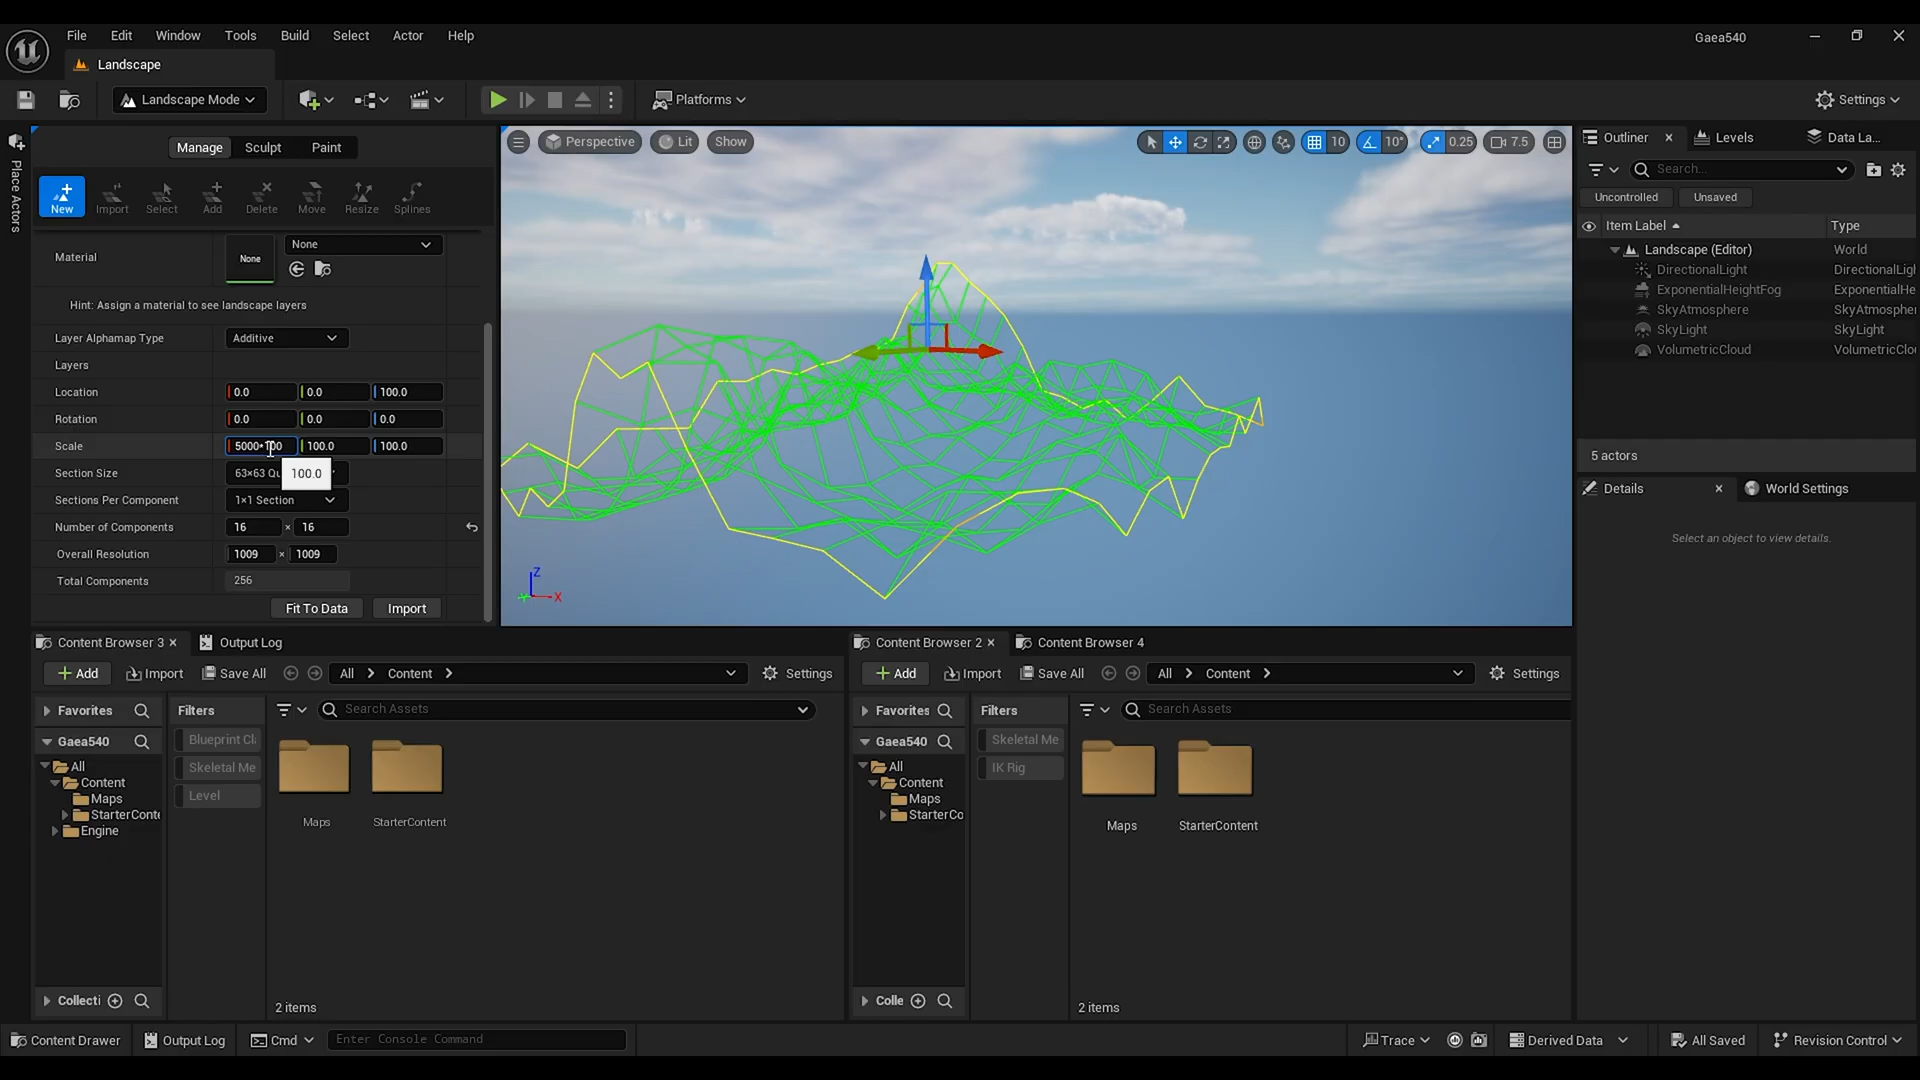 File Edit Window Tools Build Select Actor Help
Gaea540
Landscape
Landscape Mode
Platforms
Settings
Place Actors
Manage Sculpt Paint
New Import Select Add Delete Move Resize Splines
Material
None
None
Hint: Assign a material to see landscape layers
Layer Alphamap Type Additive
Layers
Location 0.0 0.0 100.0
Rotation 0.0 0.0 0.0
Scale 5000*100 100.0 100.0
Section Size 63×63 Qu
100.0
Sections Per Component 1×1 Section
Number of Components 16 × 16
Overall Resolution 1009 × 1009
Total Components 256
Fit To Data Import
Perspective Lit Show
10 10° 0.25 7.5
Z
Y X
Outliner Levels Data La...
Search...
Uncontrolled Unsaved
Item Label Type
Landscape (Editor) World
DirectionalLight DirectionalLigh
ExponentialHeightFog ExponentialHe
SkyAtmosphere SkyAtmospher
SkyLight SkyLight
VolumetricCloud VolumetricClou
5 actors
Details World Settings
Select an object to view details.
Content Browser 3 Output Log
Add Import Save All All Content Settings
Favorites
Filters
Search Assets
Gaea540
Blueprint Cl
Skeletal Me
Level
All
Content
Maps
StarterConte
Engine
Maps StarterContent
Collecti
2 items
Content Browser 2 Content Browser 4
Add Import Save All All Content Settings
Favorites
Filters
Search Assets
Gaea540
Skeletal Me
IK Rig
All
Content
Maps
StarterCo
Maps StarterContent
Colle
2 items
Content Drawer Output Log Cmd Enter Console Command
Trace Derived Data All Saved Revision Control